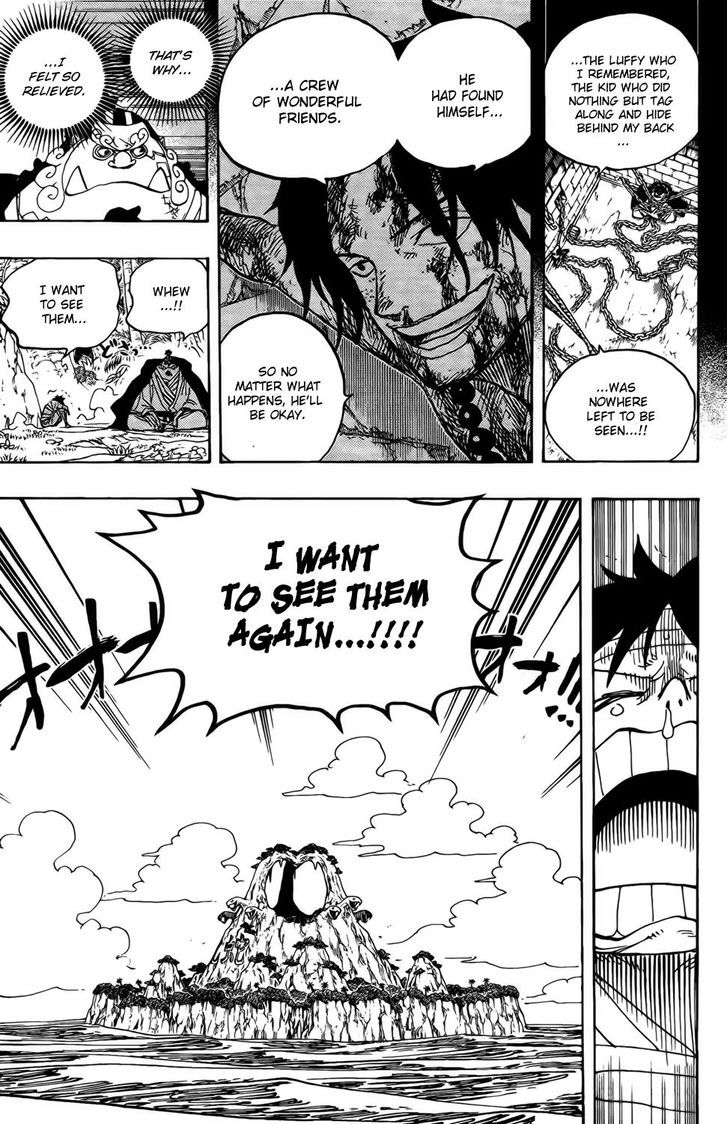 ...THE LUFFY WHO
I REMEMBERED,
THE KID WHO DID
NOTHING BUT TAG
ALONG AND HIDE
BEHIND MY BACK
...
...WAS
NOWHERE
LEFT TO BE
SEEN...!!
HE
HAD FOUND
HIMSELF...
...A CREW
OF WONDERFUL
FRIENDS.
SO NO
MATTER WHAT
HAPPENS, HE'LL
BE OKAY.
THAT'S
WHY...
...I
FELT SO
RELIEVED.
WHEW
...!!
I WANT
TO SEE
THEM...
I WANT
TO SEE THEM
AGAIN...!!!!
オオ!!!